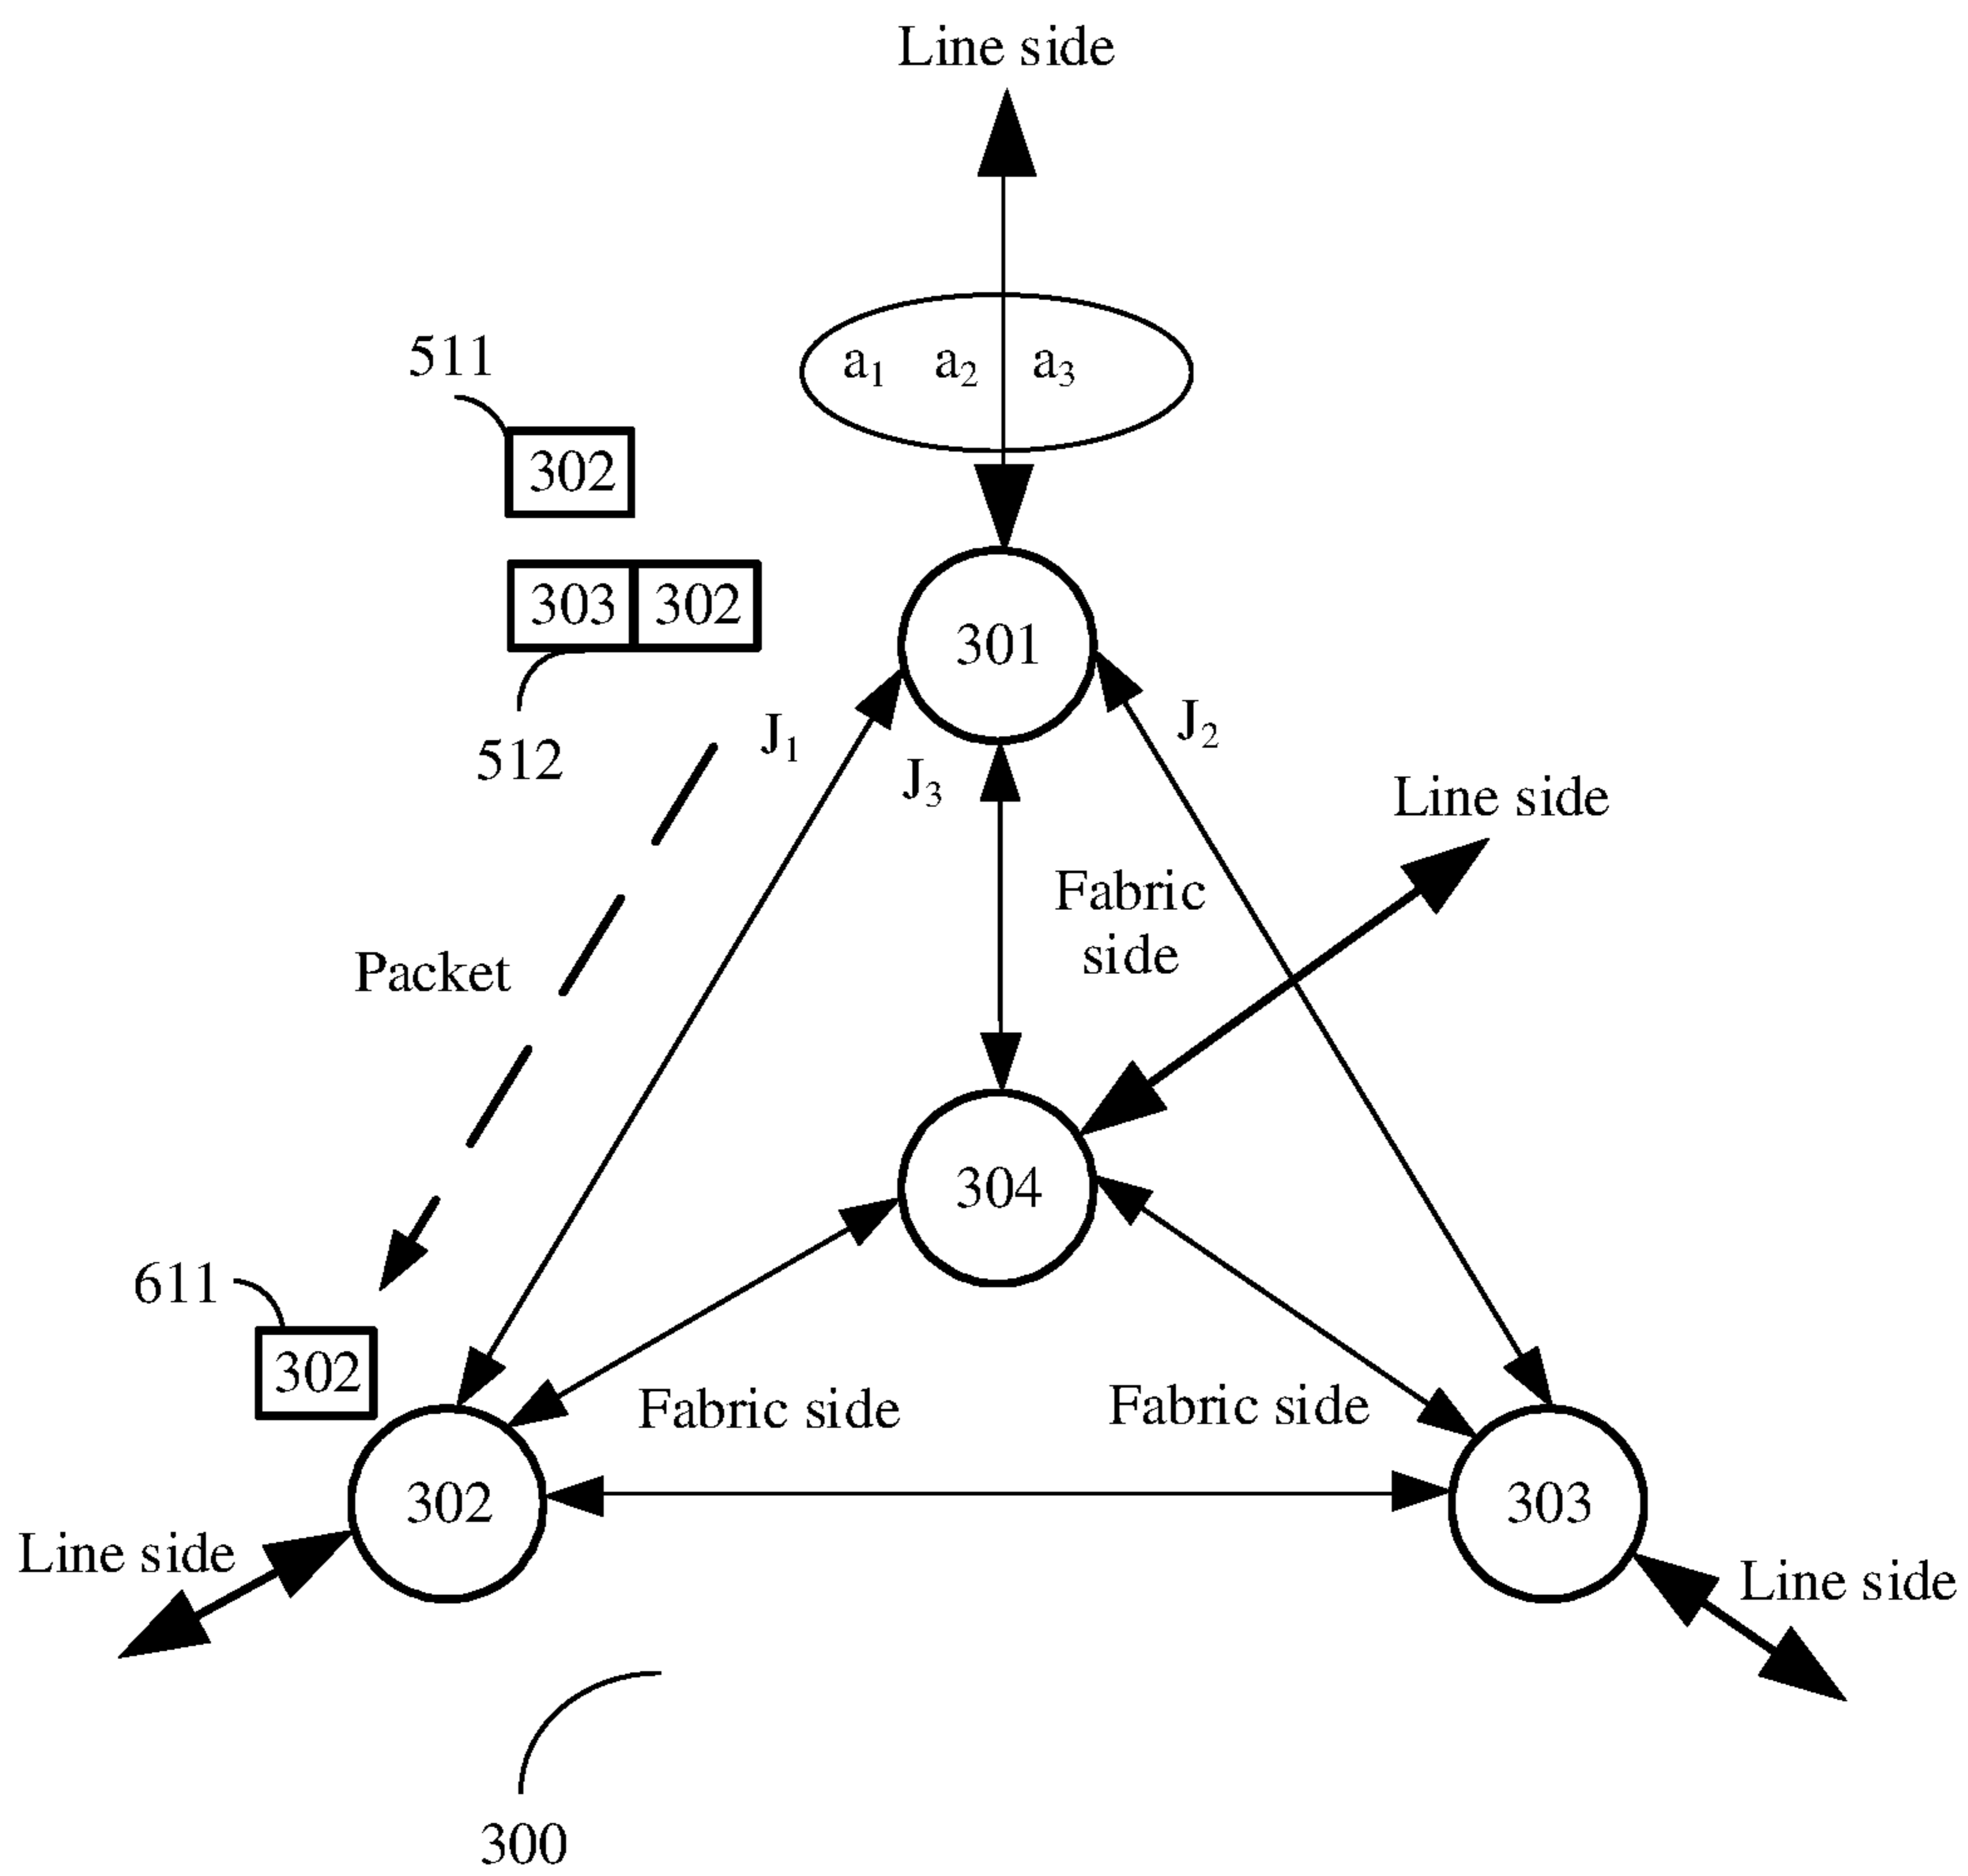 Line side
a1 a2 a3
511
302
303 302
301
512
J1
J2
J3
Line side
Fabric
side
Packet
304
611
302
Fabric side
Fabric side
302
303
Line side
Line side
300